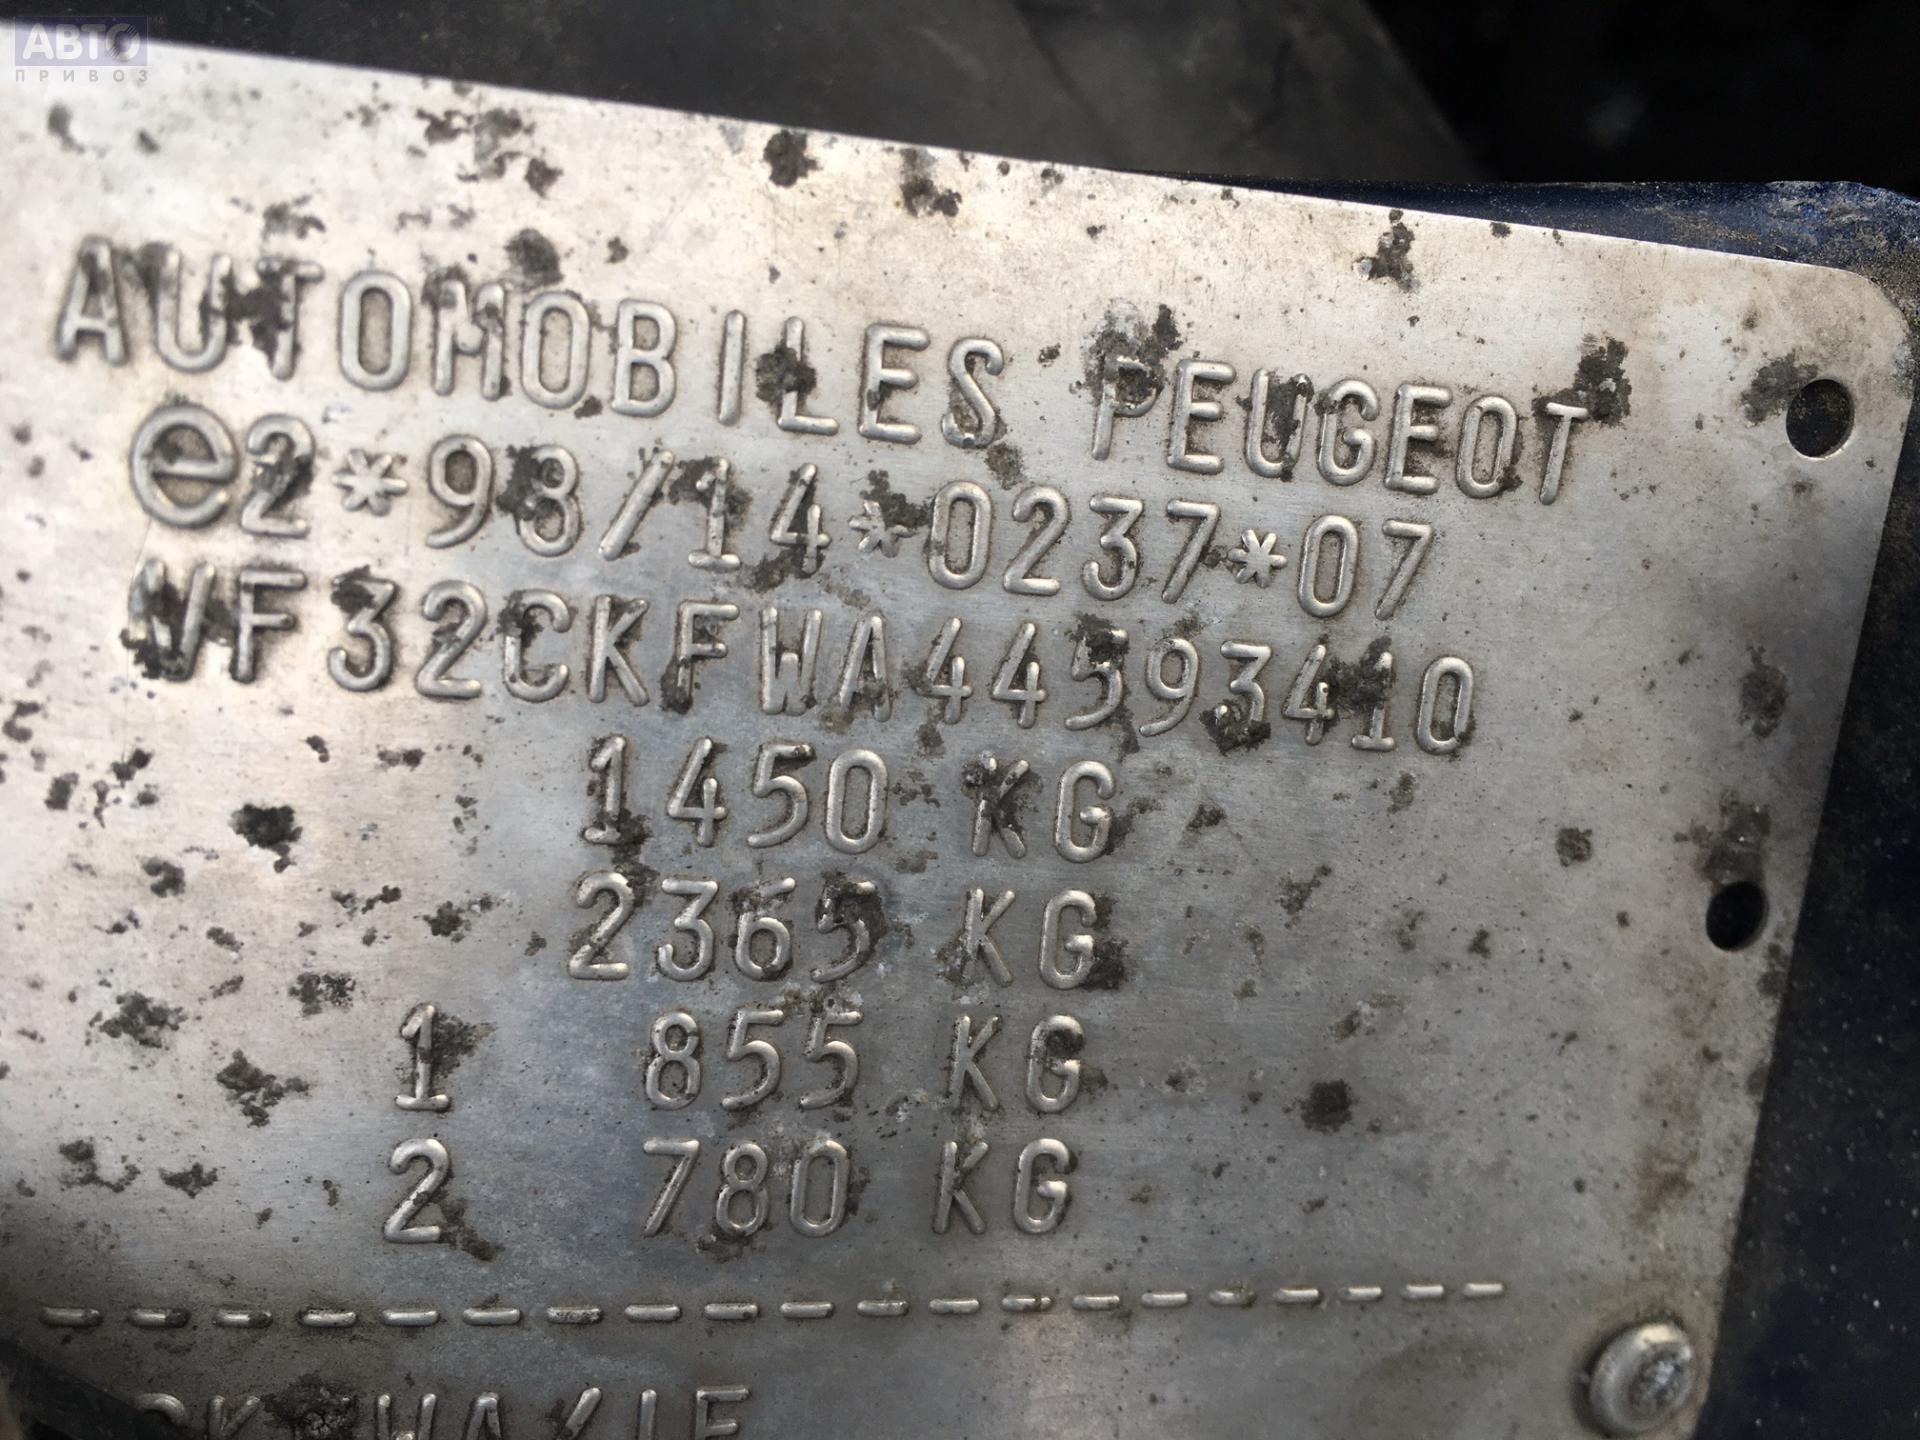 АВТО
ПРИВОЗ
AUTOMOBILES PEUGEOT
e2*98/14*0237*07
VF32CKFWA44593410
1450 KG
2365 KG
1 855 KG
2 780 KG
--------------------